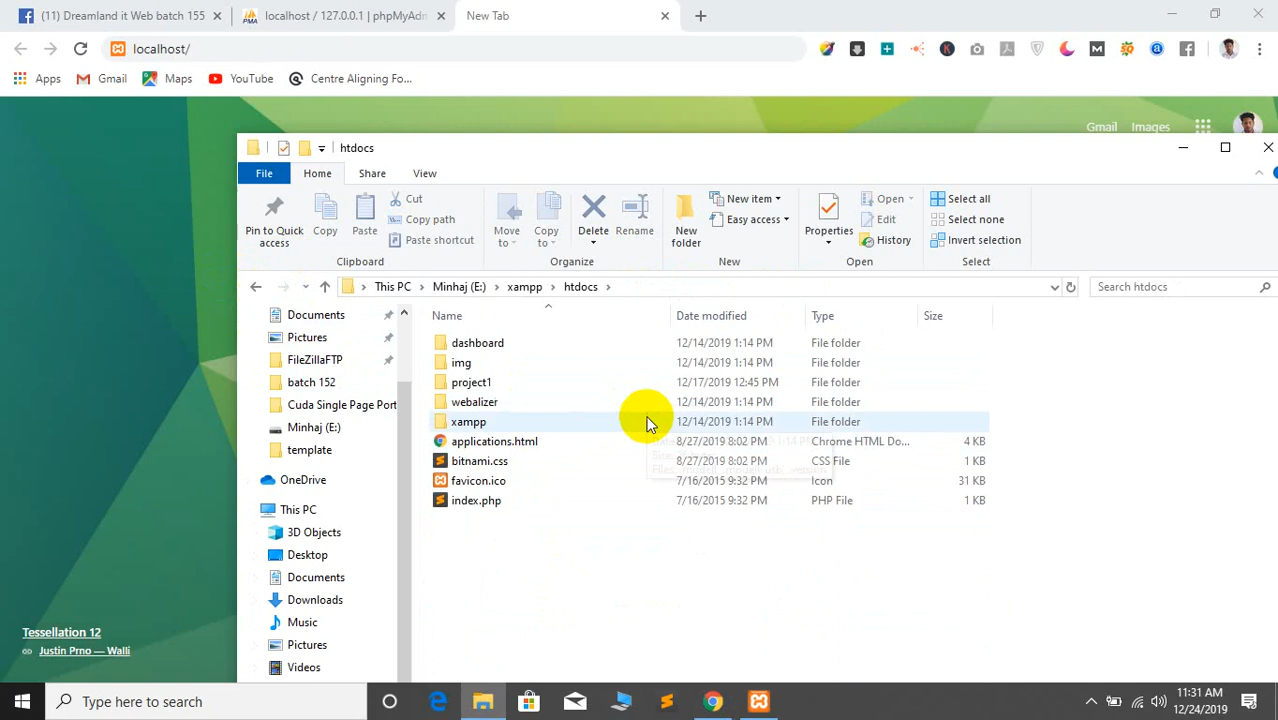 (11) Dreamland it Web batch 155
localhost / 127.0.0.1 | phpMyAdn
New Tab
localhost/
Apps
Gmail
Maps
YouTube
Centre Aligning Fo...
Gmail
Images
htdocs
File
Home
Share
View
Pin to Quick access
Copy
Paste
Cut
Copy path
Paste shortcut
Clipboard
Move to
Copy to
Delete
Rename
Organize
New folder
New item
Easy access
New
Properties
Open
Edit
History
Open
Select all
Select none
Invert selection
Select
This PC
Minhaj (E:)
xampp
htdocs
Search htdocs
Documents
Pictures
FileZillaFTP
batch 152
Cuda Single Page Port
Minhaj (E:)
template
OneDrive
This PC
3D Objects
Desktop
Documents
Downloads
Music
Pictures
Videos
Name Date modified Type Size
dashboard 12/14/2019 1:14 PM File folder
img 12/14/2019 1:14 PM File folder
project1 12/17/2019 12:45 PM File folder
webalizer 12/14/2019 1:14 PM File folder
xampp 12/14/2019 1:14 PM File folder
applications.html 8/27/2019 8:02 PM Chrome HTML Do... 4 KB
bitnami.css 8/27/2019 8:02 PM CSS File 1 KB
favicon.ico 7/16/2015 9:32 PM Icon 31 KB
index.php 7/16/2015 9:32 PM PHP File 1 KB
Tessellation 12
Justin Prno — Walli
Type here to search
11:31 AM
12/24/2019